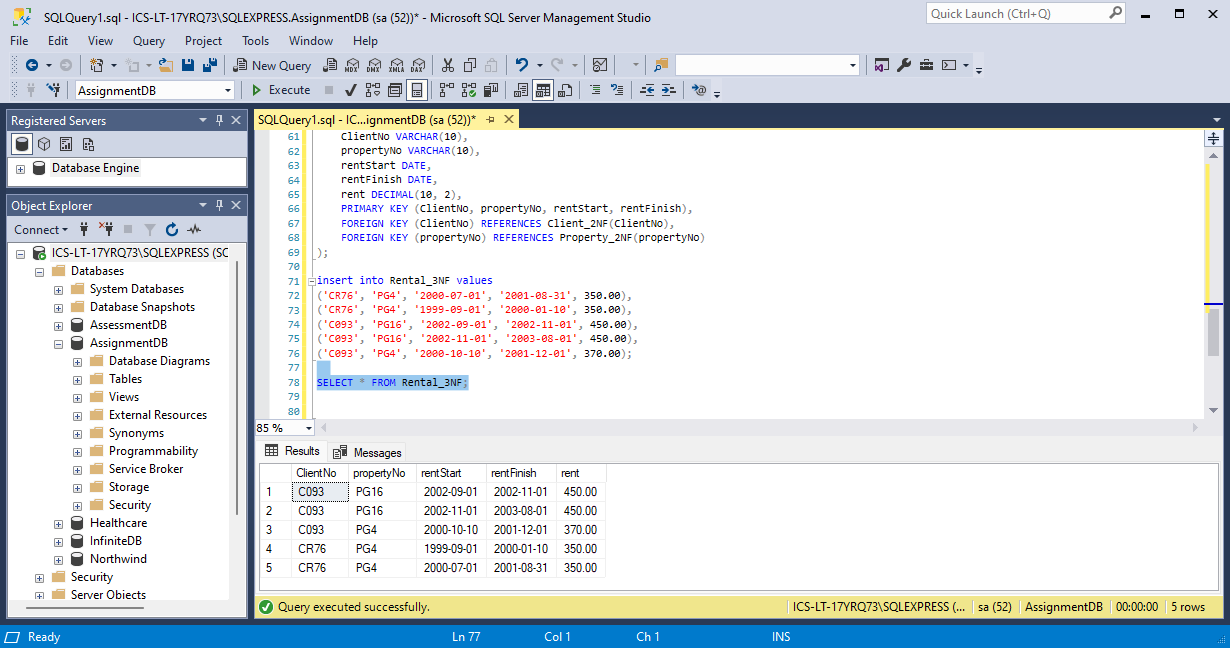 SQLQuery1.sql - ICS-LT-17YRQ73\SQLEXPRESS.AssignmentDB (sa (52))* - Microsoft SQL Server Management Studio
Quick Launch (Ctrl+Q)
File Edit View Query Project Tools Window Help
New Query MDX DMX XMLA DAX
AssignmentDB Execute
Registered Servers
Database Engine
Object Explorer
Connect
ICS-LT-17YRQ73\SQLEXPRESS (SC
Databases
System Databases
Database Snapshots
AssessmentDB
AssignmentDB
Database Diagrams
Tables
Views
External Resources
Synonyms
Programmability
Service Broker
Storage
Security
Healthcare
InfiniteDB
Northwind
Security
Server Objects
SQLQuery1.sql - IC...ignmentDB (sa (52))*
61 ClientNo VARCHAR(10),
62 propertyNo VARCHAR(10),
63 rentStart DATE,
64 rentFinish DATE,
65 rent DECIMAL(10, 2),
66 PRIMARY KEY (ClientNo, propertyNo, rentStart, rentFinish),
67 FOREIGN KEY (ClientNo) REFERENCES Client_2NF(ClientNo),
68 FOREIGN KEY (propertyNo) REFERENCES Property_2NF(propertyNo)
69 );
70
71 insert into Rental_3NF values
72 ('CR76', 'PG4', '2000-07-01', '2001-08-31', 350.00),
73 ('CR76', 'PG4', '1999-09-01', '2000-01-10', 350.00),
74 ('C093', 'PG16', '2002-09-01', '2002-11-01', 450.00),
75 ('C093', 'PG16', '2002-11-01', '2003-08-01', 450.00),
76 ('C093', 'PG4', '2000-10-10', '2001-12-01', 370.00);
77
78 SELECT * FROM Rental_3NF;
79
80
85 %
Results Messages
ClientNo propertyNo rentStart rentFinish rent
1 C093 PG16 2002-09-01 2002-11-01 450.00
2 C093 PG16 2002-11-01 2003-08-01 450.00
3 C093 PG4 2000-10-10 2001-12-01 370.00
4 CR76 PG4 1999-09-01 2000-01-10 350.00
5 CR76 PG4 2000-07-01 2001-08-31 350.00
Query executed successfully. ICS-LT-17YRQ73\SQLEXPRESS (... sa (52) AssignmentDB 00:00:00 5 rows
Ready Ln 77 Col 1 Ch 1 INS